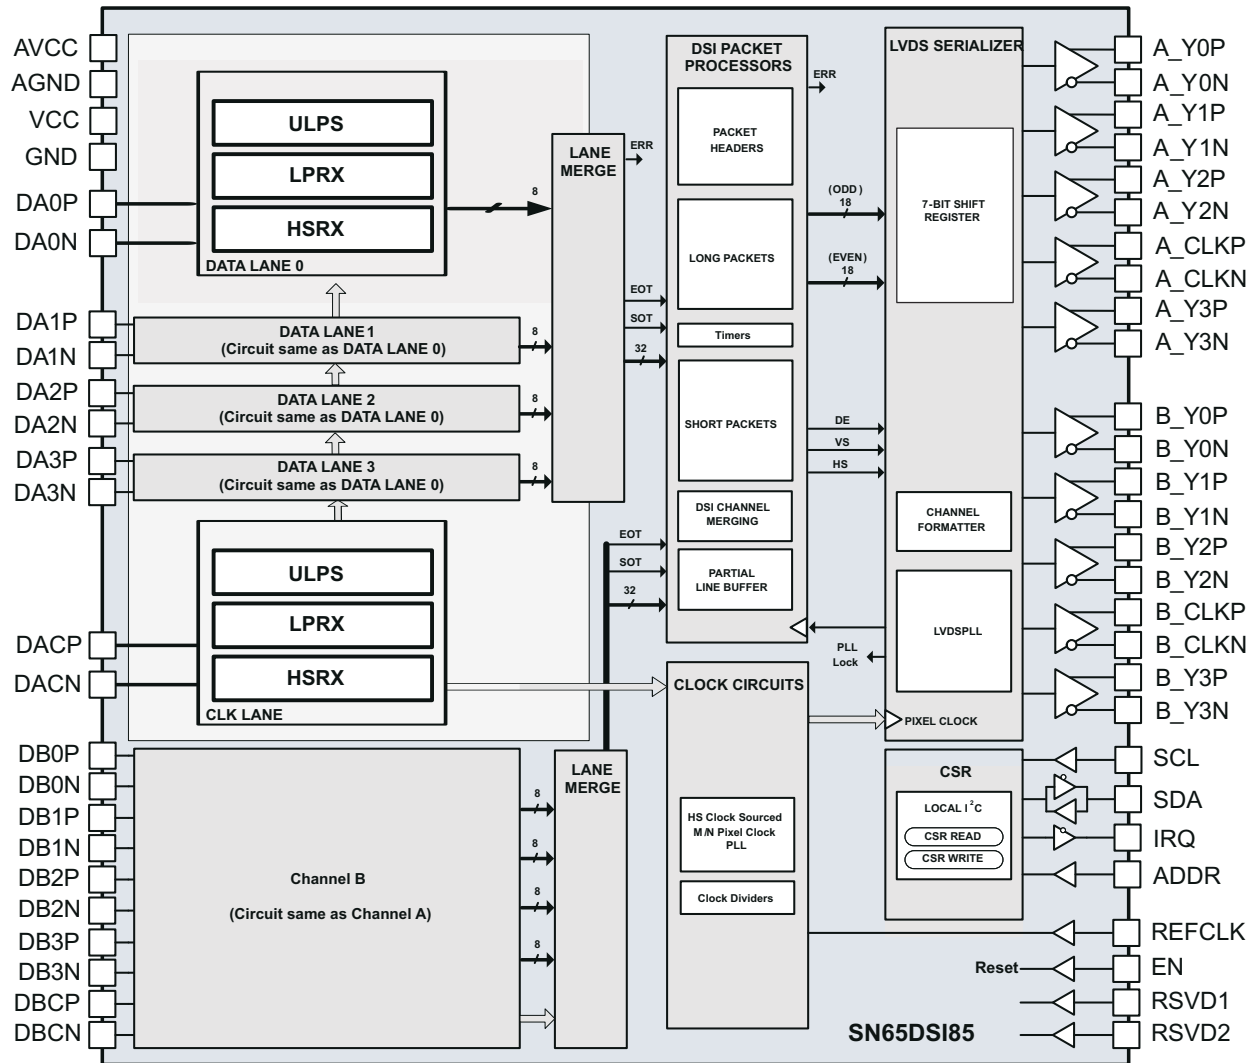 AVCC
AGND
VCC
GND
DA0P
DA0N
DA1P
DA1N
DA2P
DA2N
DA3P
DA3N
DACP
DACN
DB0P
DB0N
DB1P
DB1N
DB2P
DB2N
DB3P
DB3N
DBCP
DBCN
ULPS
LPRX
HSRX
DATA LANE 0
8
DATA LANE 1
(Circuit same as DATA LANE 0)
8
DATA LANE 2
(Circuit same as DATA LANE 0)
8
DATA LANE 3
(Circuit same as DATA LANE 0)
8
ULPS
LPRX
HSRX
CLK LANE
Channel B
(Circuit same as Channel A)
8
8
8
8
LANE
MERGE
ERR
EOT
SOT
32
LANE
MERGE
EOT
SOT
32
DSI PACKET
PROCESSORS
ERR
PACKET
HEADERS
LONG PACKETS
Timers
SHORT PACKETS
DSI CHANNEL
MERGING
PARTIAL
LINE BUFFER
(ODD)
18
(EVEN)
18
DE
VS
HS
PLL
Lock
CLOCK CIRCUITS
HS Clock Sourced
M/N Pixel Clock
PLL
Clock Dividers
LVDS SERIALIZER
7-BIT SHIFT
REGISTER
CHANNEL
FORMATTER
LVDSPLL
PIXEL CLOCK
CSR
LOCAL I2C
CSR READ
CSR WRITE
Reset
SN65DSI85
A_Y0P
A_Y0N
A_Y1P
A_Y1N
A_Y2P
A_Y2N
A_CLKP
A_CLKN
A_Y3P
A_Y3N
B_Y0P
B_Y0N
B_Y1P
B_Y1N
B_Y2P
B_Y2N
B_CLKP
B_CLKN
B_Y3P
B_Y3N
SCL
SDA
IRQ
ADDR
REFCLK
EN
RSVD1
RSVD2